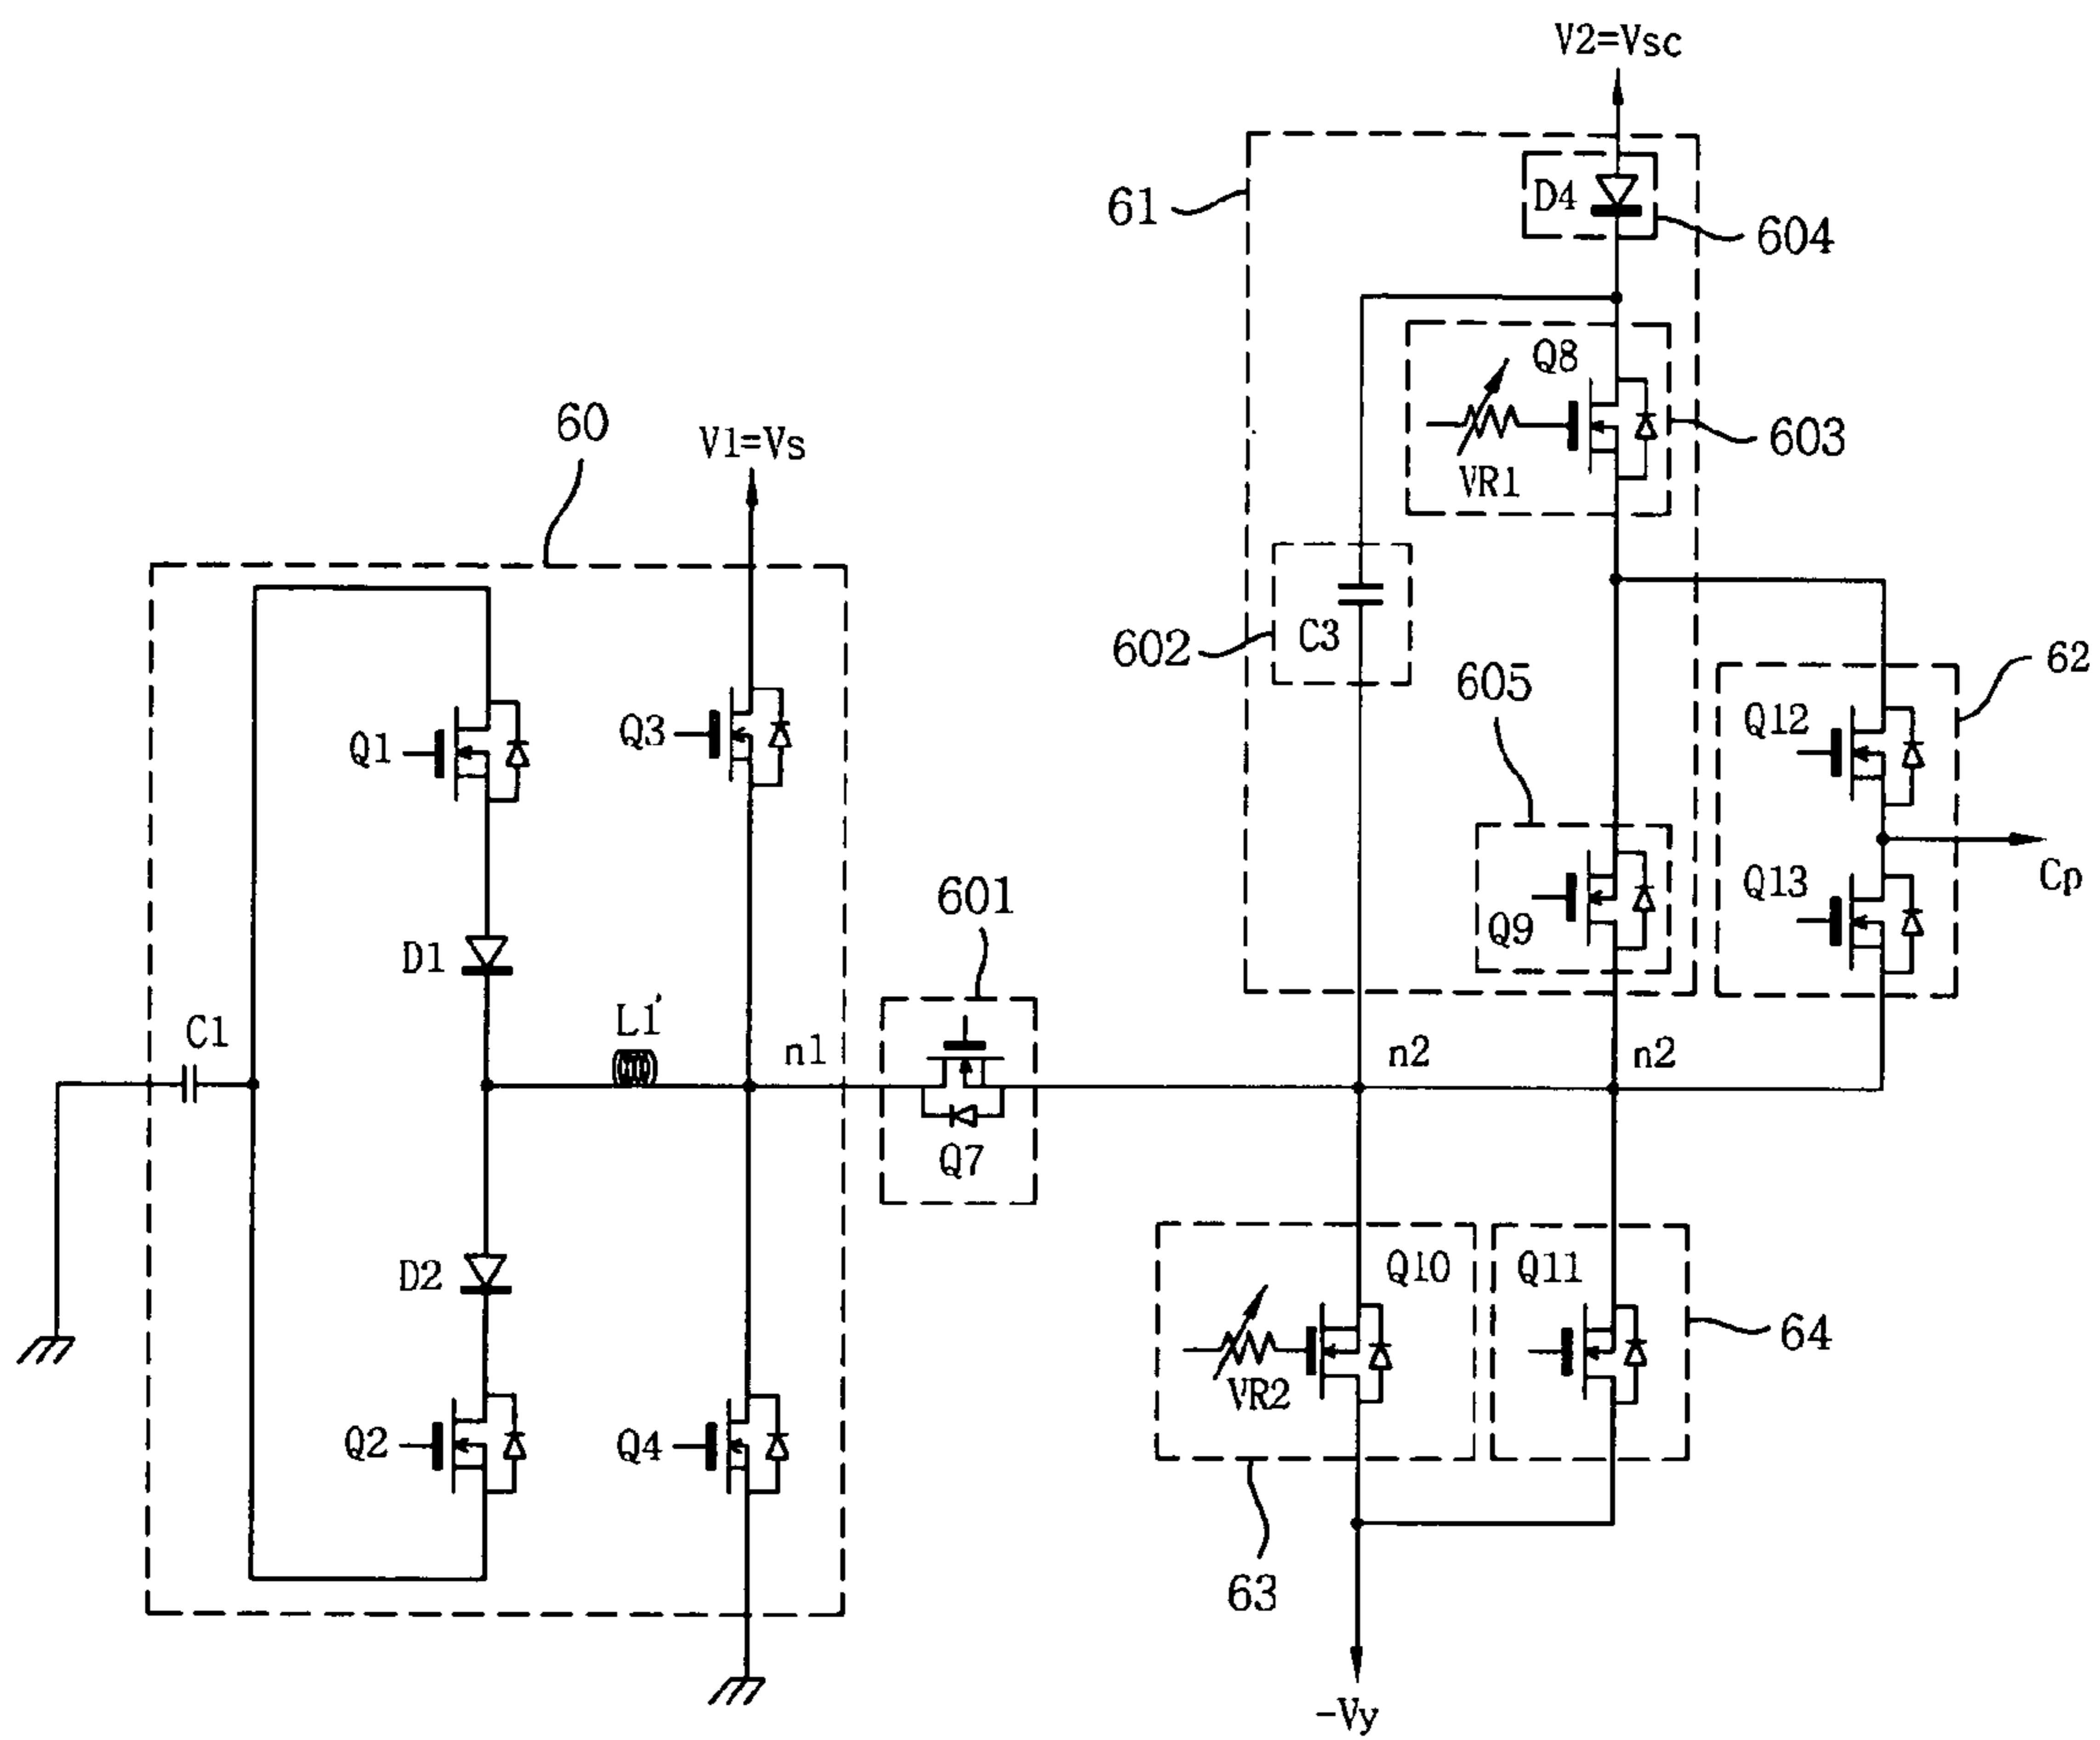 V2=Vsc
61
D4
604
Q8
603
VR1
60
V1=Vs
602
C3
605
62
Q12
Q1
Q3
Q13
Cp
Q9
601
D1
C1
L1'
n1
n2
n2
Q7
D2
Q10
Q11
64
VR2
Q2
Q4
63
-Vy